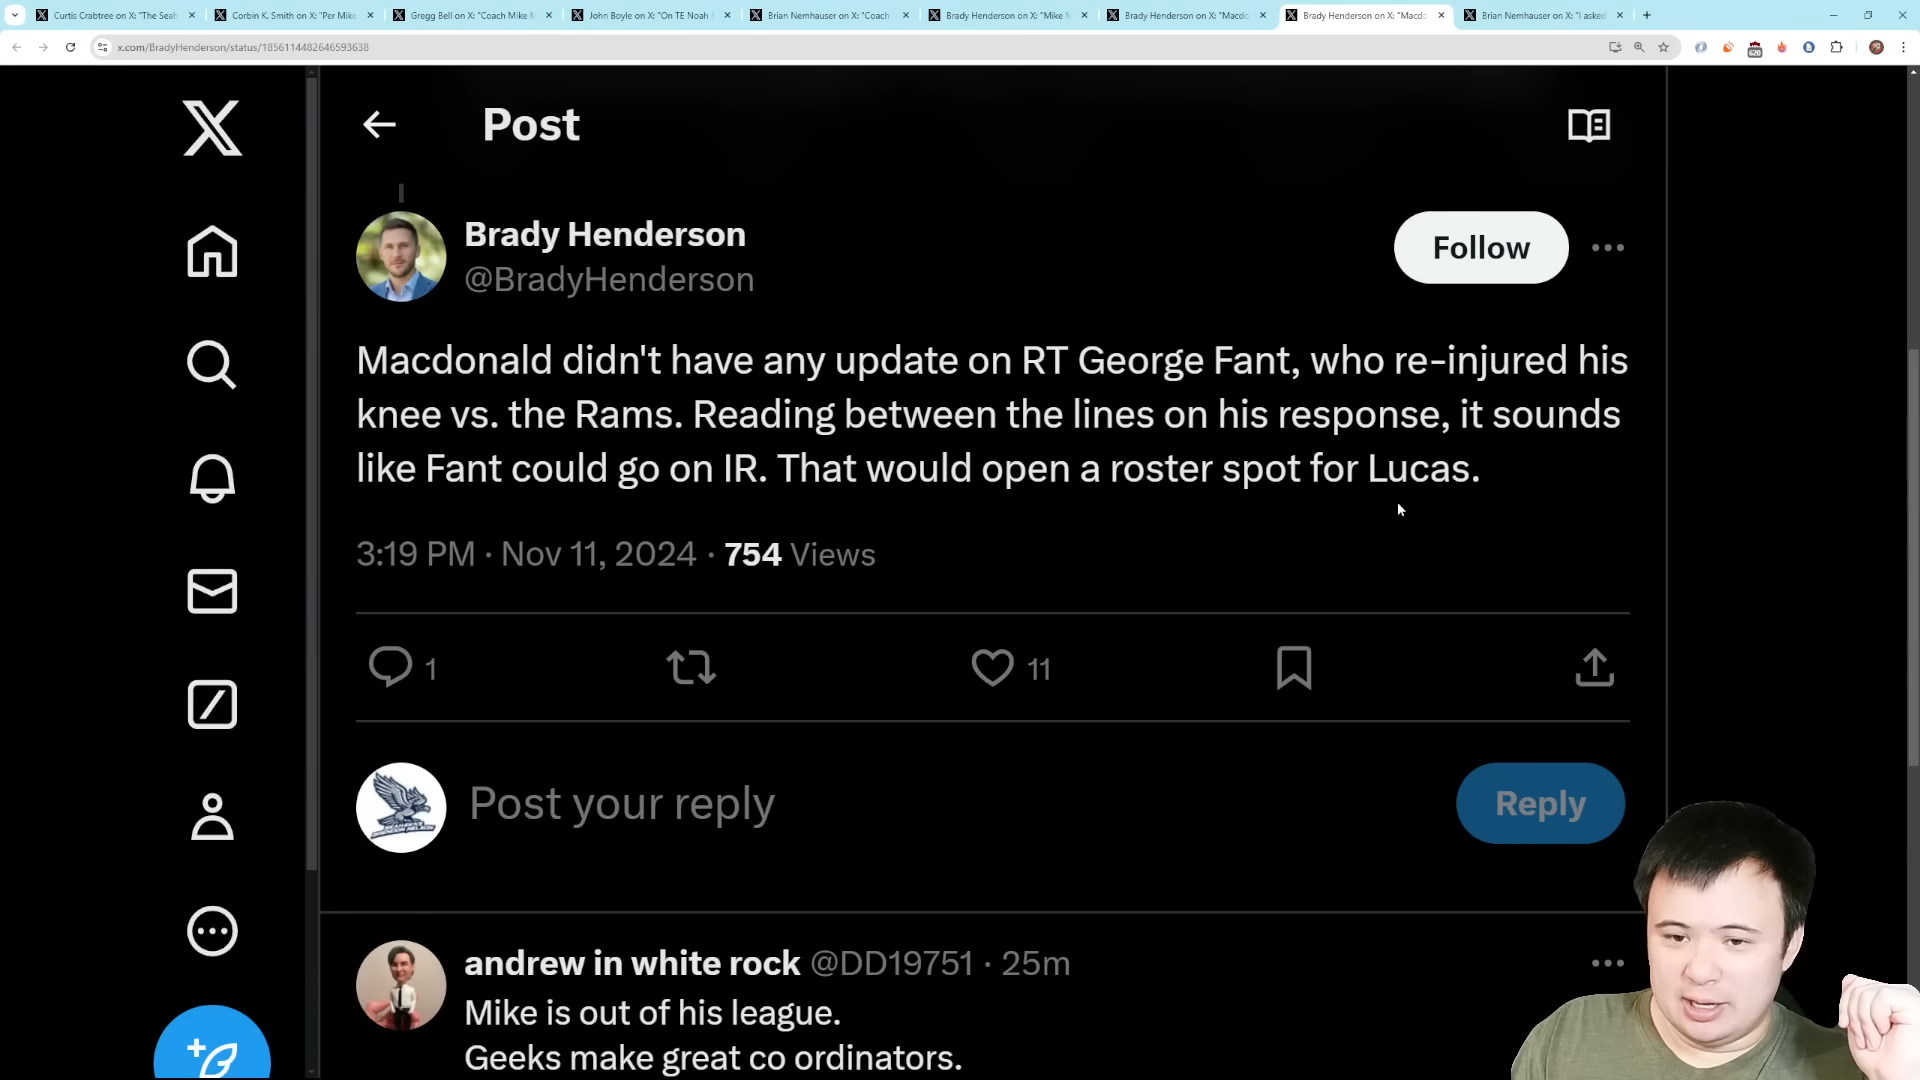 Curtis Crabtree on X: "The Seah
Corbin K. Smith on X: "Per Mike
Gregg Bell on X: "Coach Mike M
John Boyle on X: "On TE Noah F
Brian Nemhauser on X: "Coach
Brady Henderson on X: "Mike M
Brady Henderson on X: "Macdo
Brady Henderson on X: "Macdo
Brian Nemhauser on X: "I asked
x.com/BradyHenderson/status/1856114482646593638
Post
Brady Henderson
@BradyHenderson
Follow
Macdonald didn't have any update on RT George Fant, who re-injured his
knee vs. the Rams. Reading between the lines on his response, it sounds
like Fant could go on IR. That would open a roster spot for Lucas.
3:19 PM · Nov 11, 2024 · 754 Views
1
11
Post your reply
Reply
andrew in white rock @DD19751 · 25m
Mike is out of his league.
Geeks make great co ordinators.